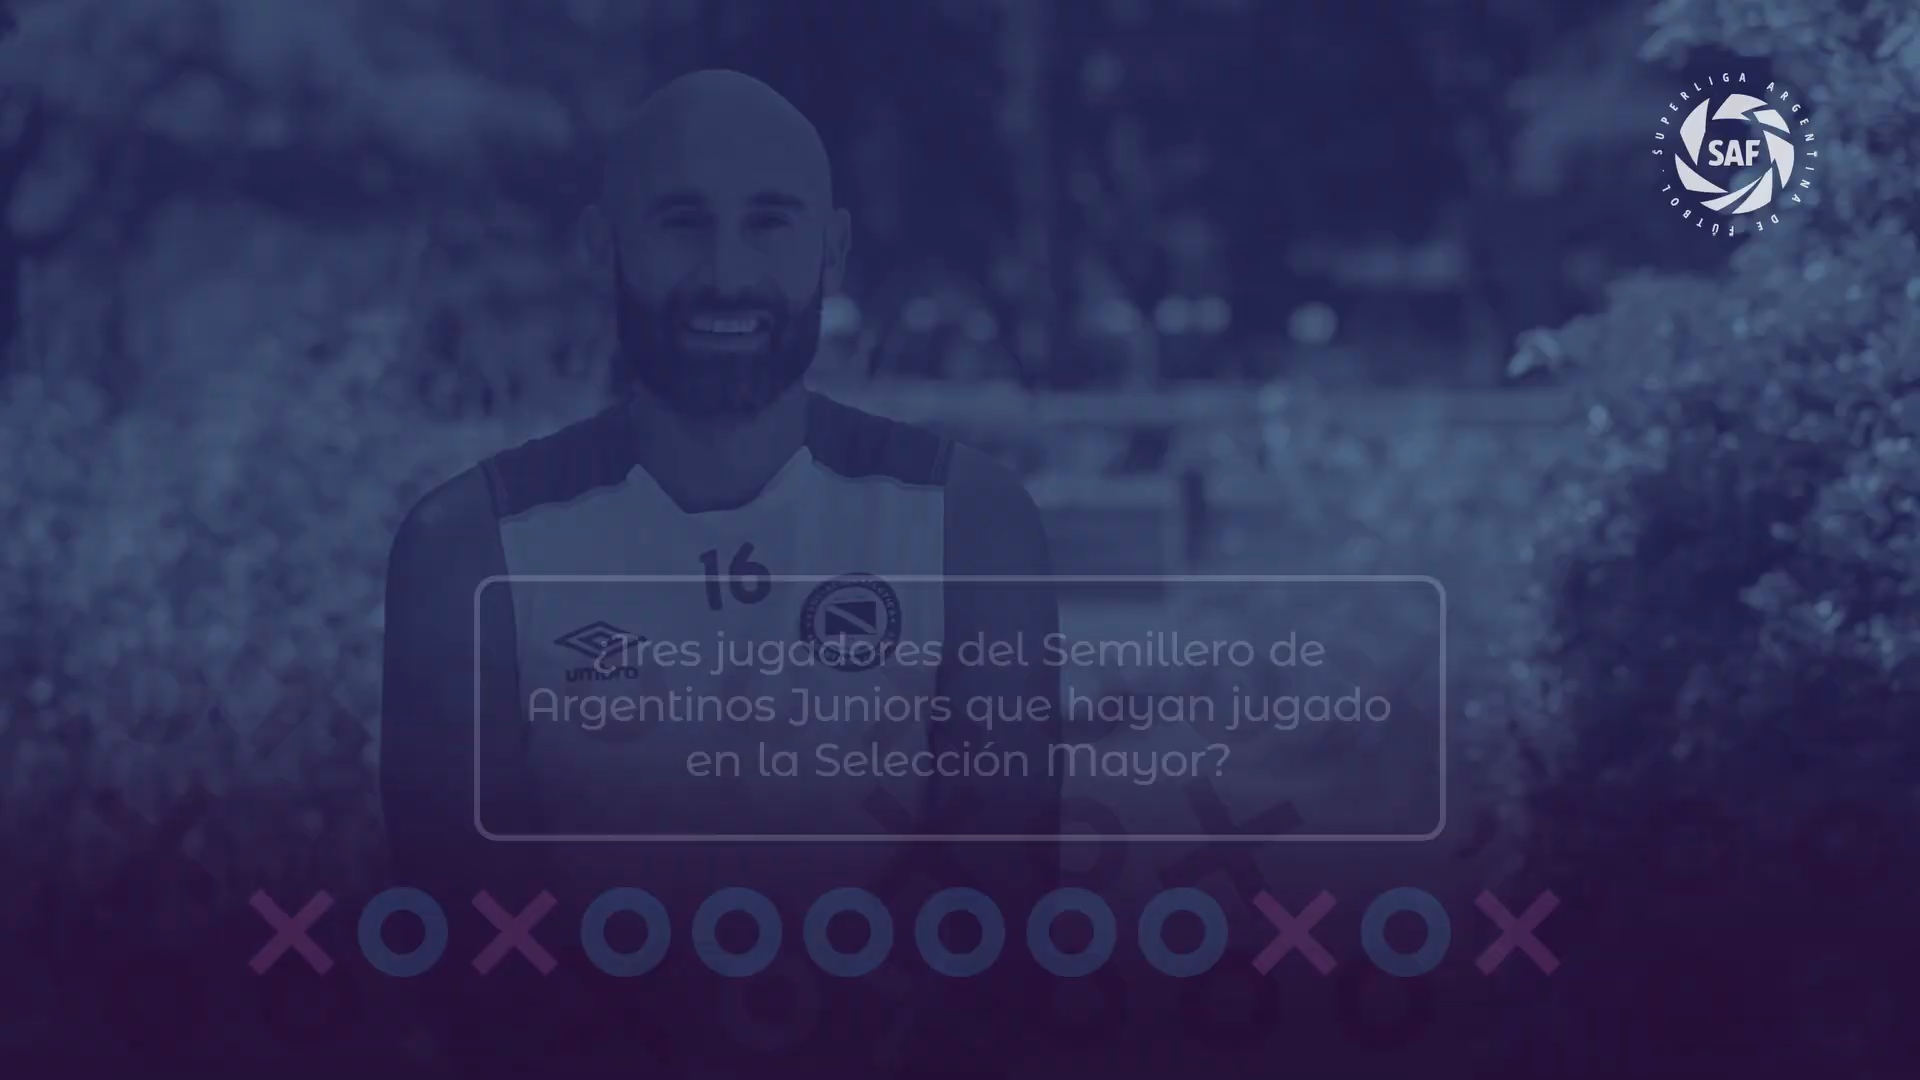 SUPERLIGA ARGENTINA DE FÚTBOL
SAF
16
umbro
¿Tres jugadores del Semillero de
Argentinos Juniors que hayan jugado
en la Selección Mayor?